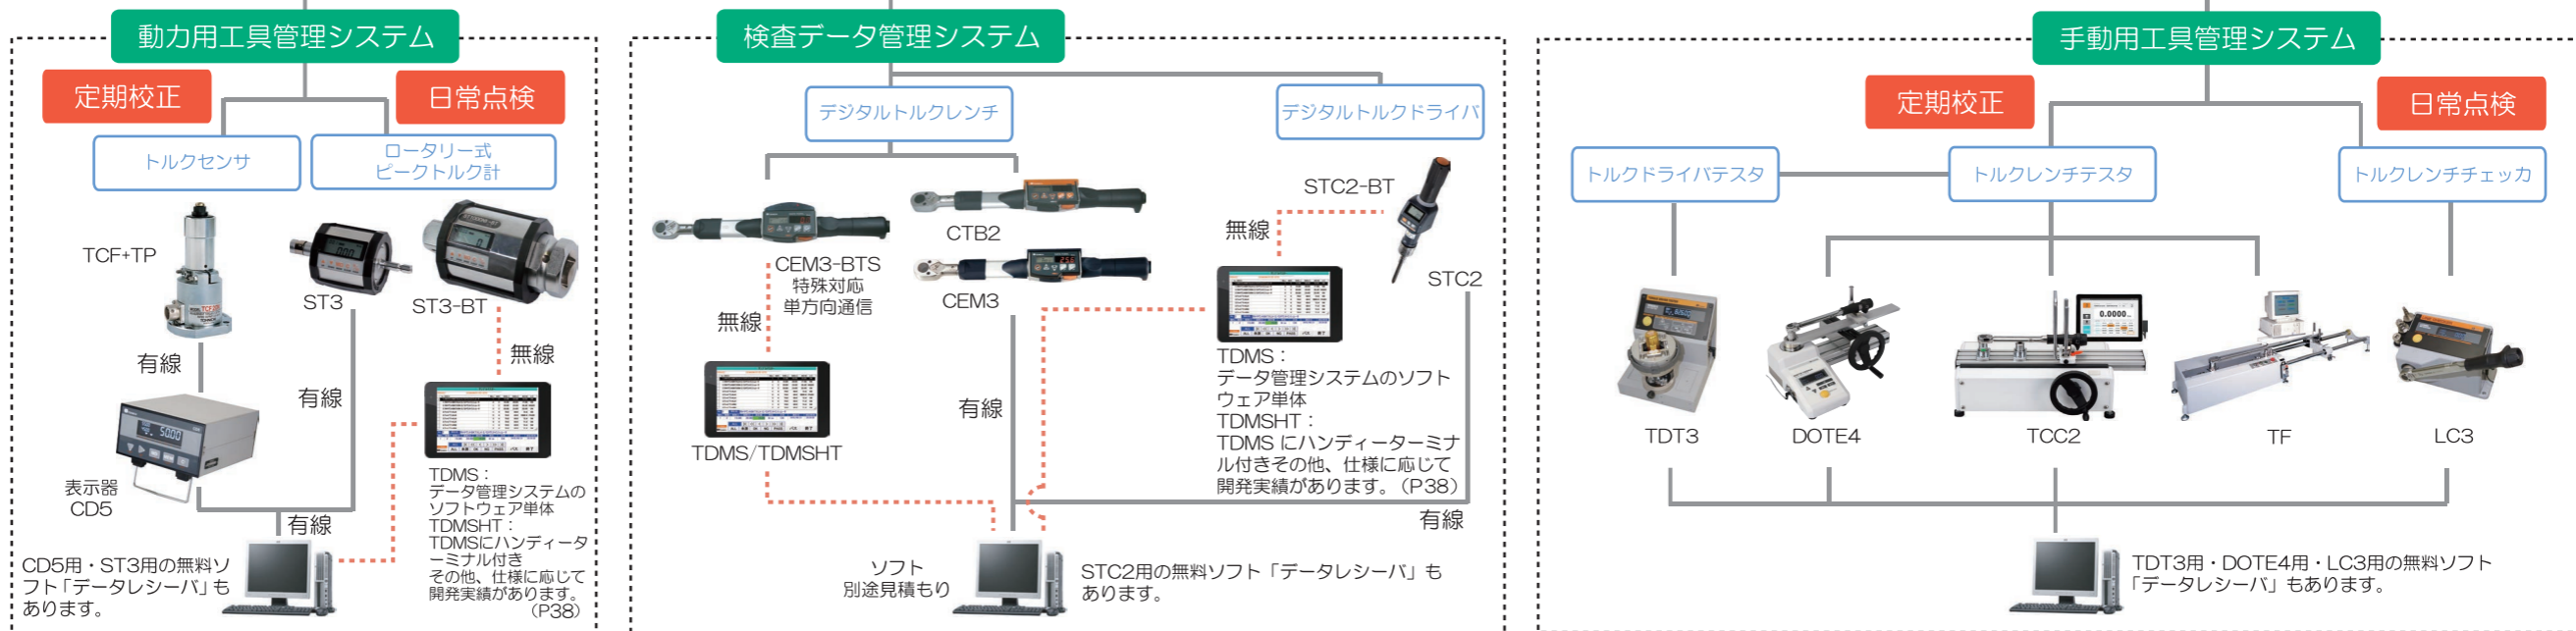 動力用工具管理システム
定期校正
日常点検
トルクセンサ
ロータリー式
ピークトルク計
TCF+TP
ST3
ST3-BT
有線
有線
無線
表示器
CD5
有線
TDMS：
データ管理システムの
ソフトウェア単体
TDMSHT：
TDMSにハンディータ
ーミナル付き
その他、仕様に応じて
開発実績があります。
（P38）
CD5用・ST3用の無料ソ
フト「データレシーバ」も
あります。
検査データ管理システム
デジタルトルクレンチ
デジタルトルクドライバ
CEM3-BTS
特殊対応
単方向通信
CTB2
CEM3
STC2-BT
無線
STC2
無線
TDMS/TDMSHT
有線
TDMS：
データ管理システムのソフト
ウェア単体
TDMSHT：
TDMS にハンディーターミナ
ル付きその他、仕様に応じて
開発実績があります。（P38）
有線
ソフト
別途見積もり
STC2用の無料ソフト「データレシーバ」も
あります。
手動用工具管理システム
定期校正
日常点検
トルクドライバテスタ
トルクレンチテスタ
トルクレンチチェッカ
0.0000
TDT3
DOTE4
TCC2
TF
LC3
TDT3用・DOTE4用・LC3用の無料ソフト
「データレシーバ」もあります。